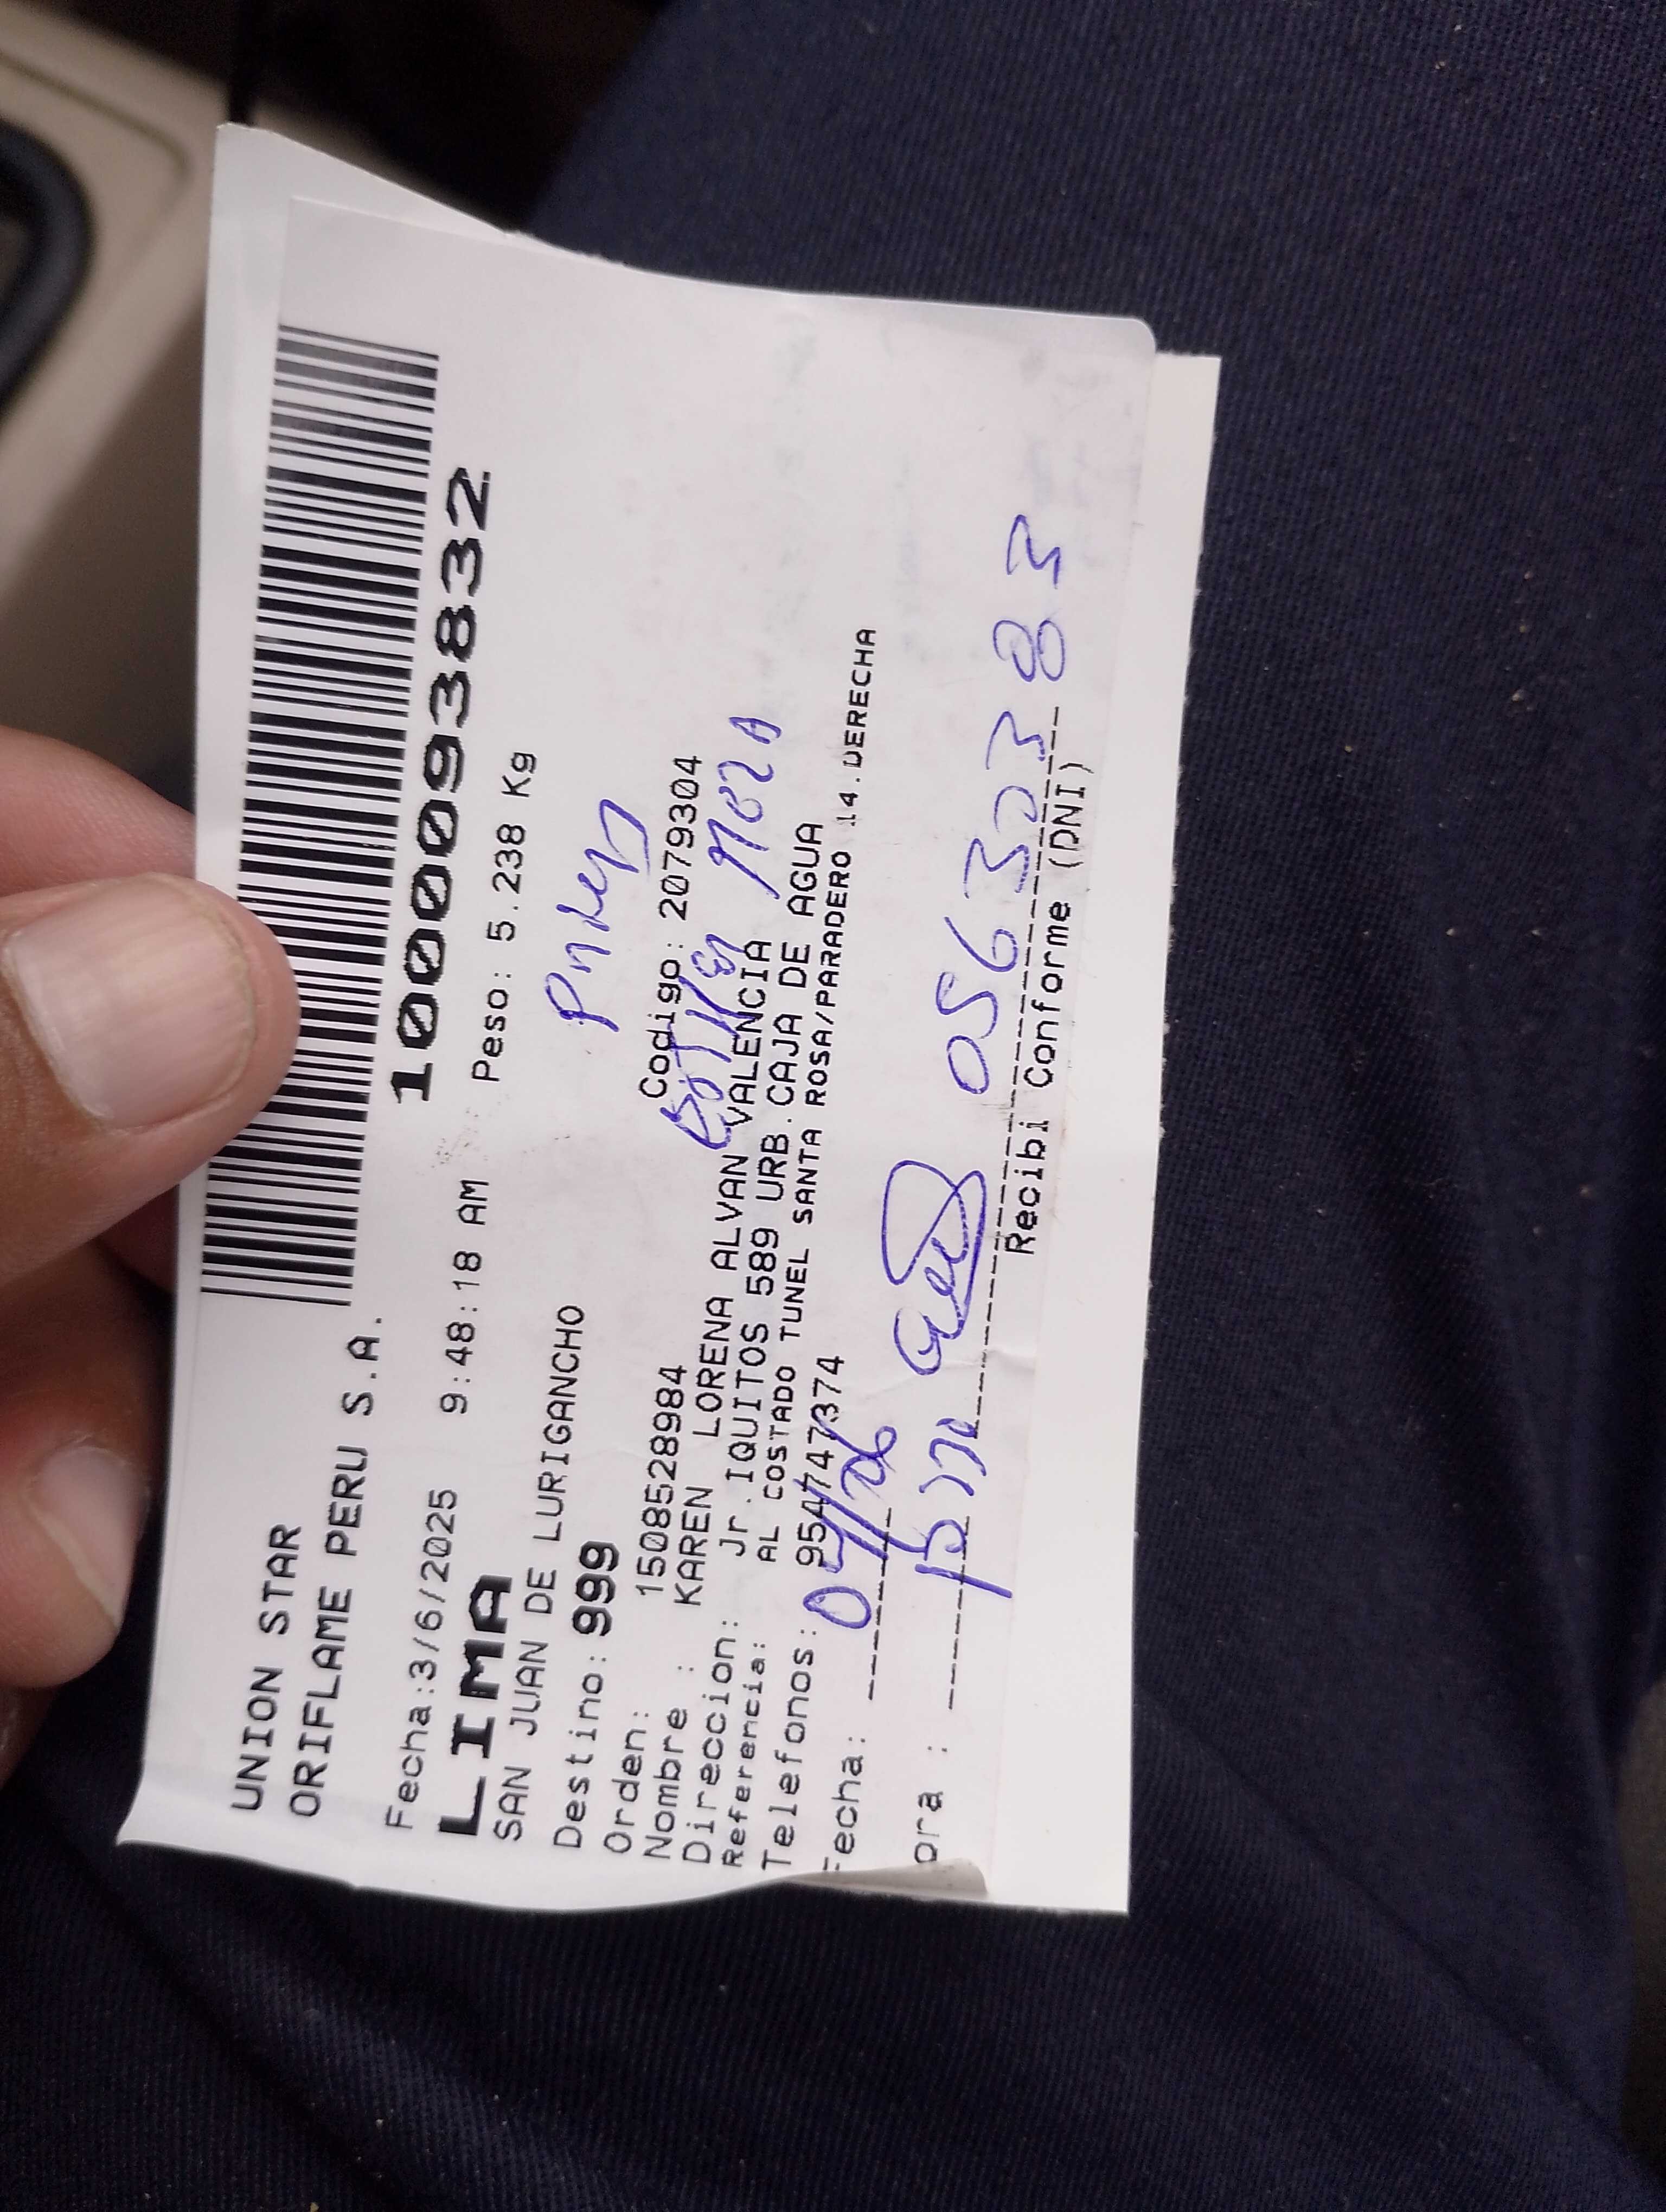 UNION STAR
ORIFLAME PERU S.A.
1000093832
Fecha:3/6/2025 9:48:18 AM Peso: 5.238 Kg
LIMA
SAN JUAN DE LURIGANCHO
Destino: 999
Orden: 1508528984 Codigo: 2079304
Nombre : KAREN LORENA ALVAN VALENCIA
Direccion: Jr. IQUITOS 589 URB. CAJA DE AGUA
Referencia: AL COSTADO TUNEL SANTA ROSA/PARADERO 14.DERECHA
Telefonos: 954747374
Fecha:
ora : 05630383
Recibi Conforme (DNI)